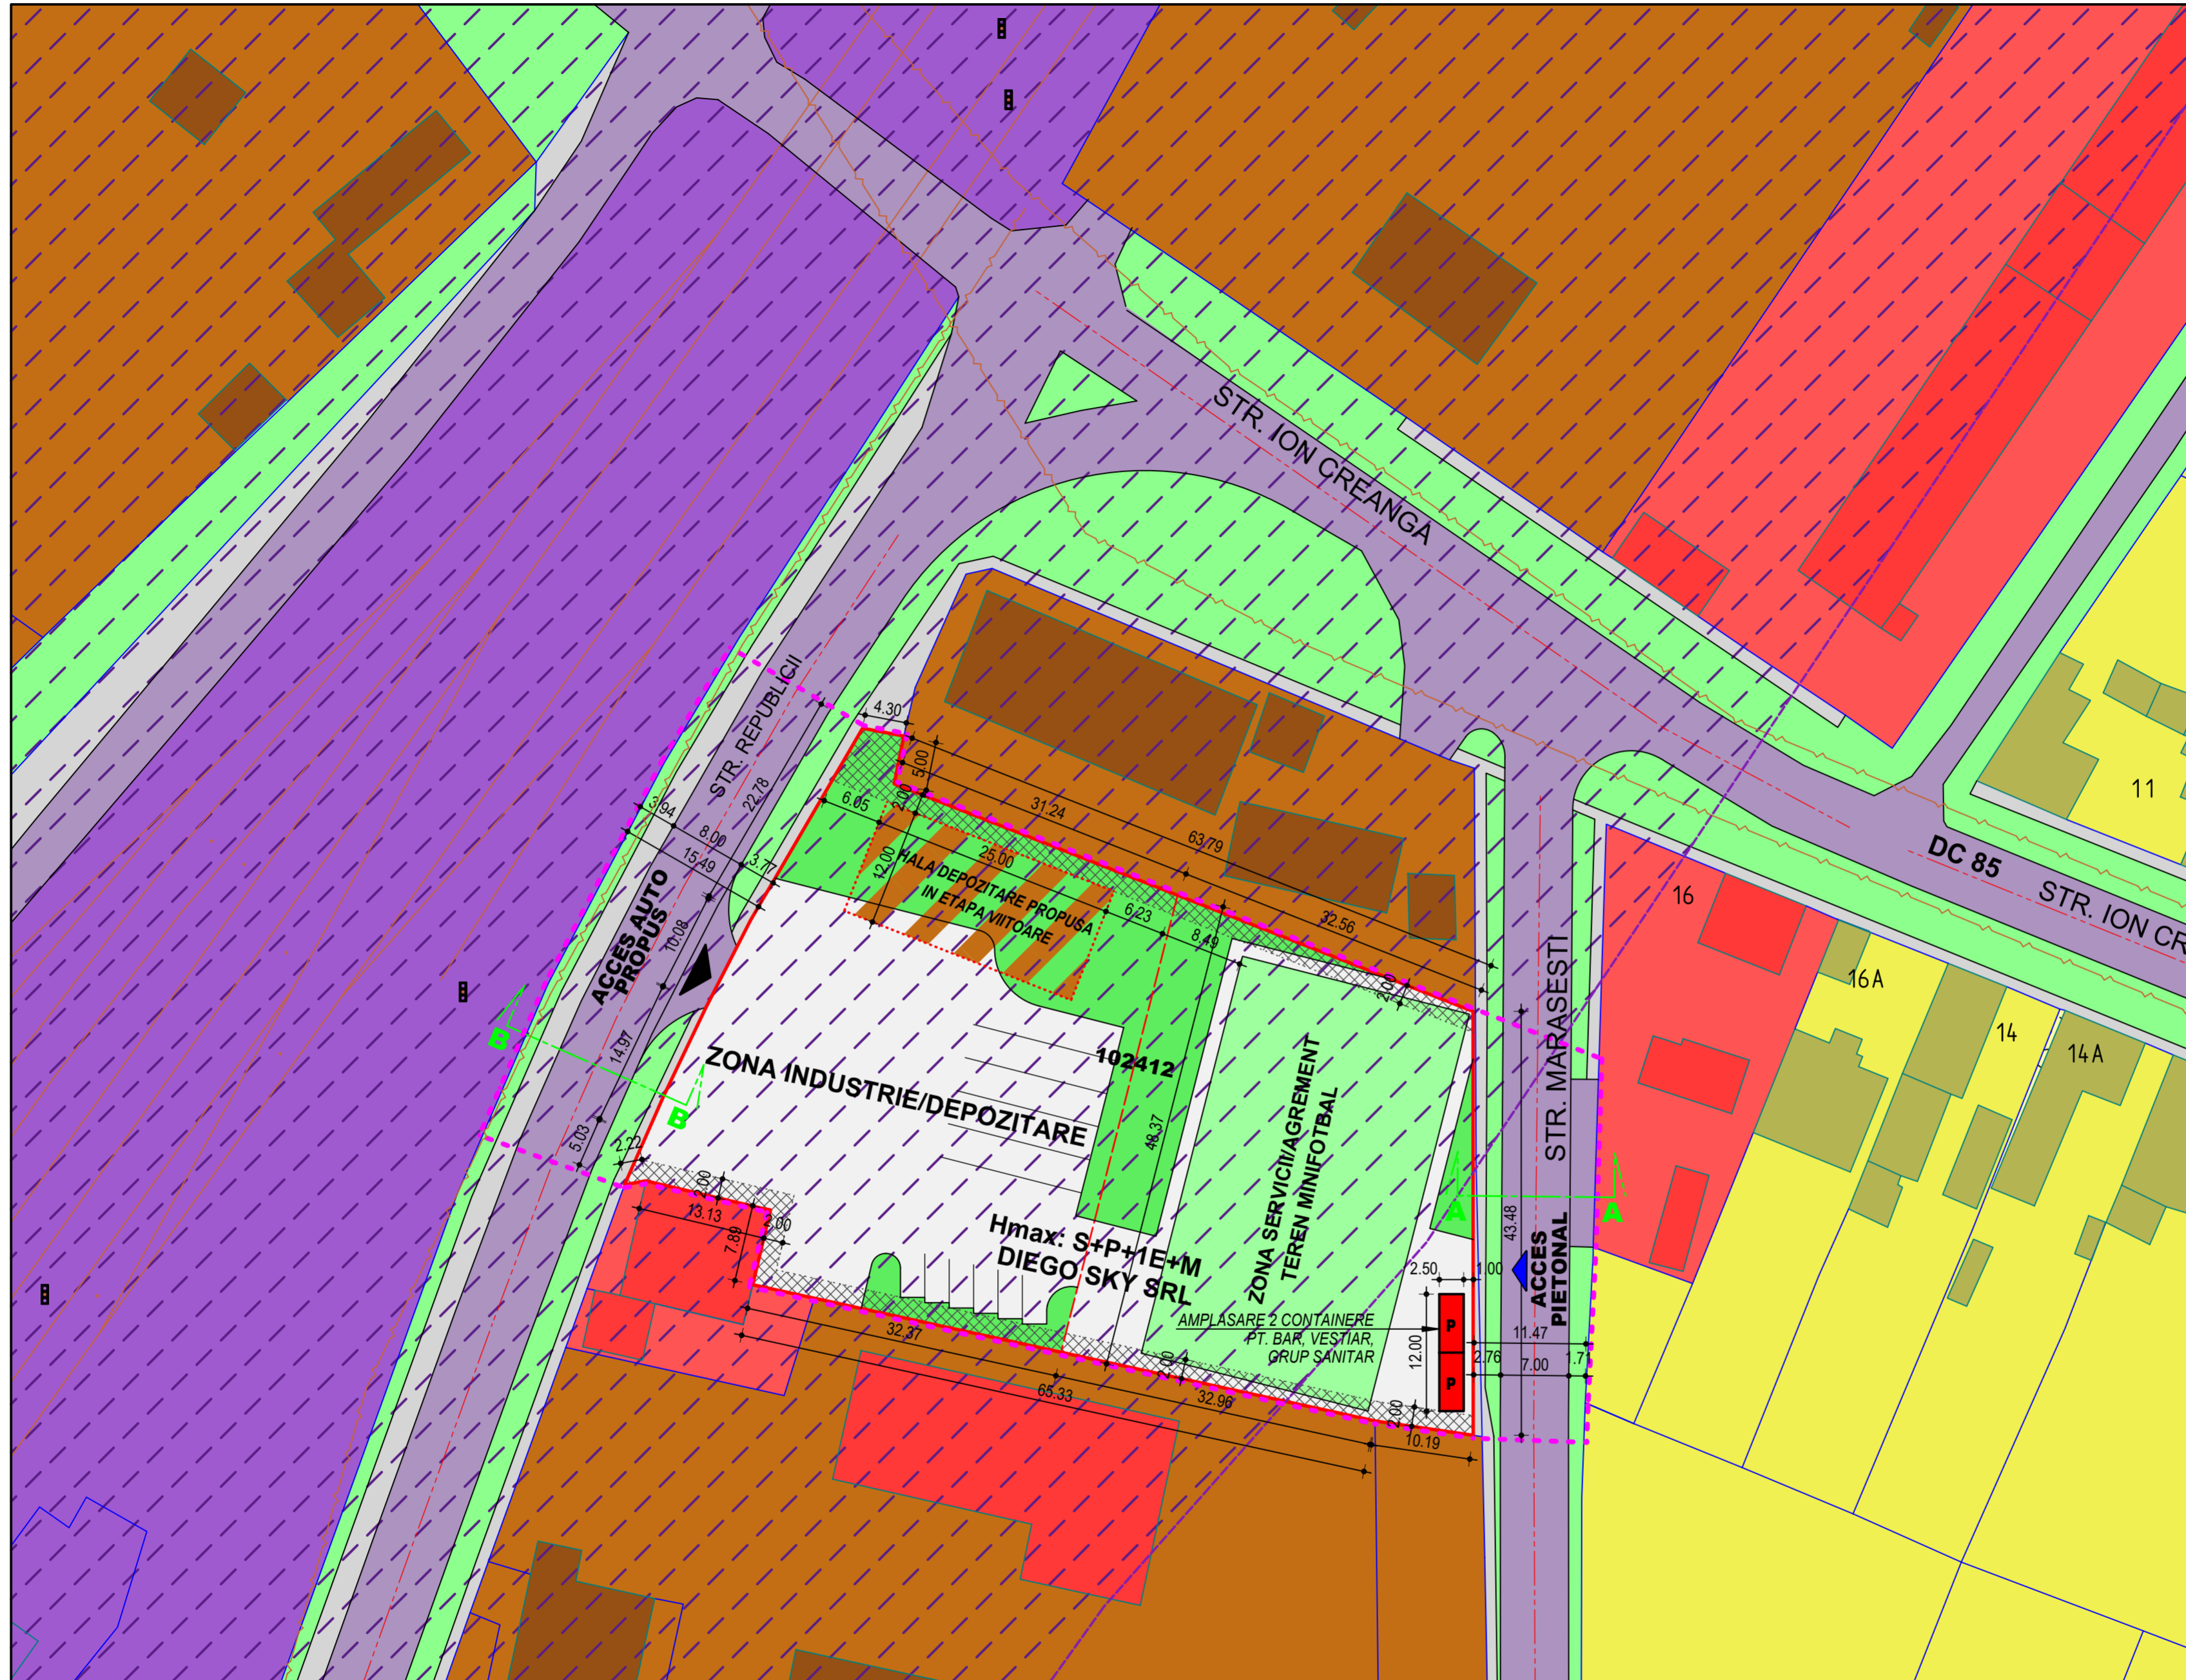 STR. ION CREANGA
STR. REPUBLICII
4.30
5.00
2.00
22.78
3.94
8.00
15.49
3.77
6.05
31.24
63.79
25.00
12.00
HALA DEPOZITARE PROPUSA
IN ETAPA VIITOARE
6.23
8.49
32.56
2.00
11
DC 85
STR. ION CR
16
16A
14
14A
ACCES AUTO
PROPUS
10.08
14.97
5.03
B
B
2.22
ZONA INDUSTRIE/DEPOZITARE
102412
48.37
ZONA SERVICII/AGREMENT
TEREN MINIFOTBAL
STR. MARASESTI
A
A
43.48
2.00
13.13
7.89
2.00
Hmax: S+P+1E+M
DIEGO SKY SRL
2.50
1.00
ACCES
PIETONAL
AMPLASARE 2 CONTAINERE
PT. BAR, VESTIAR,
GRUP SANITAR
P
P
12.00
11.47
2.76
7.00
1.71
32.37
65.33
2.00
32.96
2.00
10.19